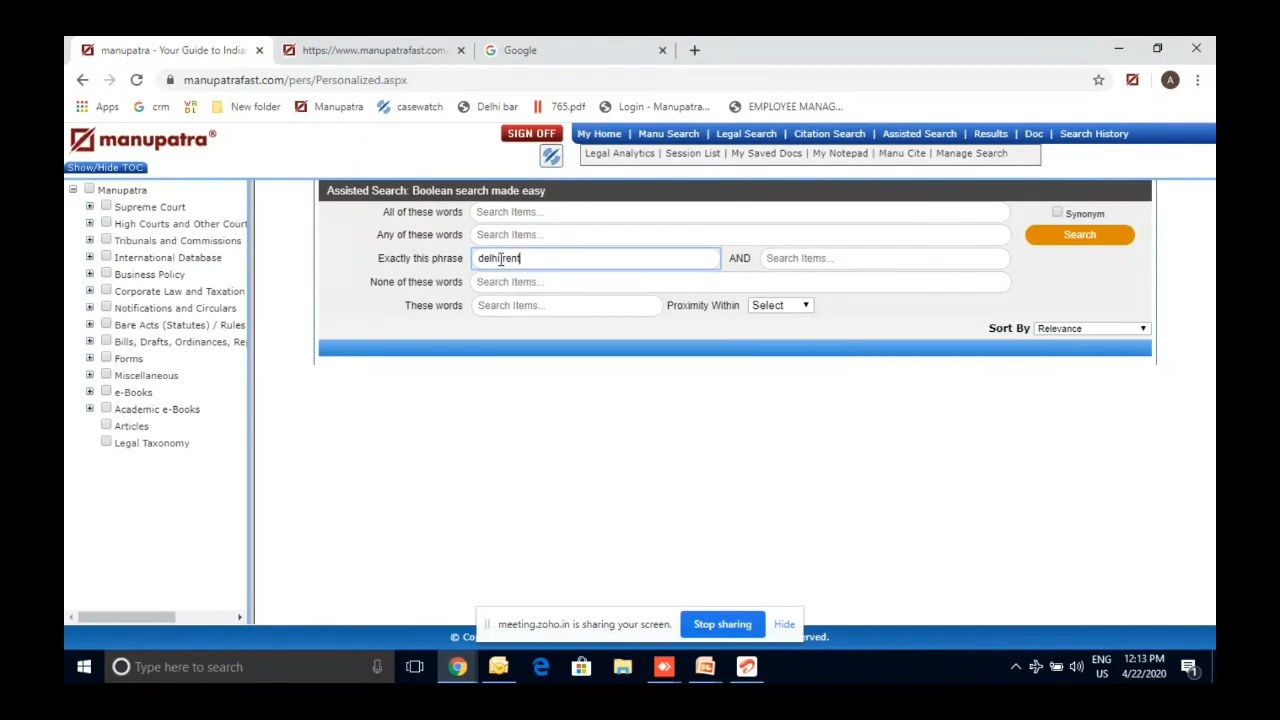 manupatra - Your Guide to India
https://www.manupatrafast.com/
Google
manupatrafast.com/pers/Personalized.aspx
A
Apps
crm
New folder
Manupatra
casewatch
Delhi bar
765.pdf
Login - Manupatra...
EMPLOYEE MANAG...
manupatra®
SIGN OFF
My Home | Manu Search | Legal Search | Citation Search | Assisted Search | Results | Doc | Search History
Legal Analytics | Session List | My Saved Docs | My Notepad | Manu Cite | Manage Search
Show/Hide TOC
Manupatra
Supreme Court
High Courts and Other Court
Tribunals and Commissions
International Database
Business Policy
Corporate Law and Taxation
Notifications and Circulars
Bare Acts (Statutes) / Rules
Bills, Drafts, Ordinances, Re
Forms
Miscellaneous
e-Books
Academic e-Books
Articles
Legal Taxonomy
Assisted Search: Boolean search made easy
All of these words Search Items... Synonym
Any of these words Search Items... Search
Exactly this phrase delhi rent AND Search Items...
None of these words Search Items...
These words Search Items... Proximity Within Select
Sort By Relevance
meeting.zoho.in is sharing your screen. Stop sharing Hide
© Co
erved.
Type here to search
ENG
US
12:13 PM
4/22/2020
1